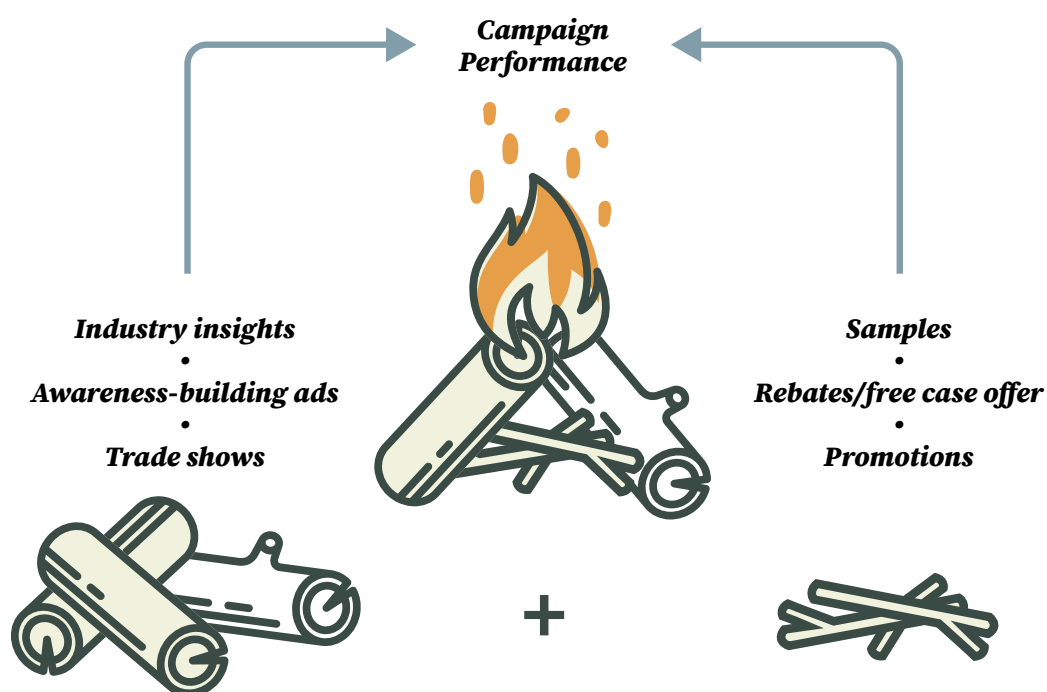 Campaign
Performance
Industry insights
•
Awareness-building ads
•
Trade shows
Samples
•
Rebates/free case offer
•
Promotions
+